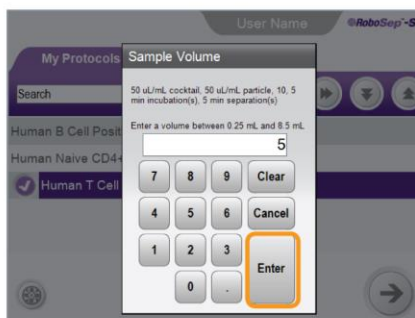 User Name
RoboSep-S
My Protocols
Sample Volume
50 uL/mL cocktail, 50 uL/mL particle, 10, 5
min incubation(s), 5 min separation(s)
Search
Enter a volume between 0.25 mL and 8.5 mL
5
Human B Cell Posit
Human Naive CD4+
Human T Cell
7 8 9 Clear
4 5 6 Cancel
1 2 3
Enter
0 .